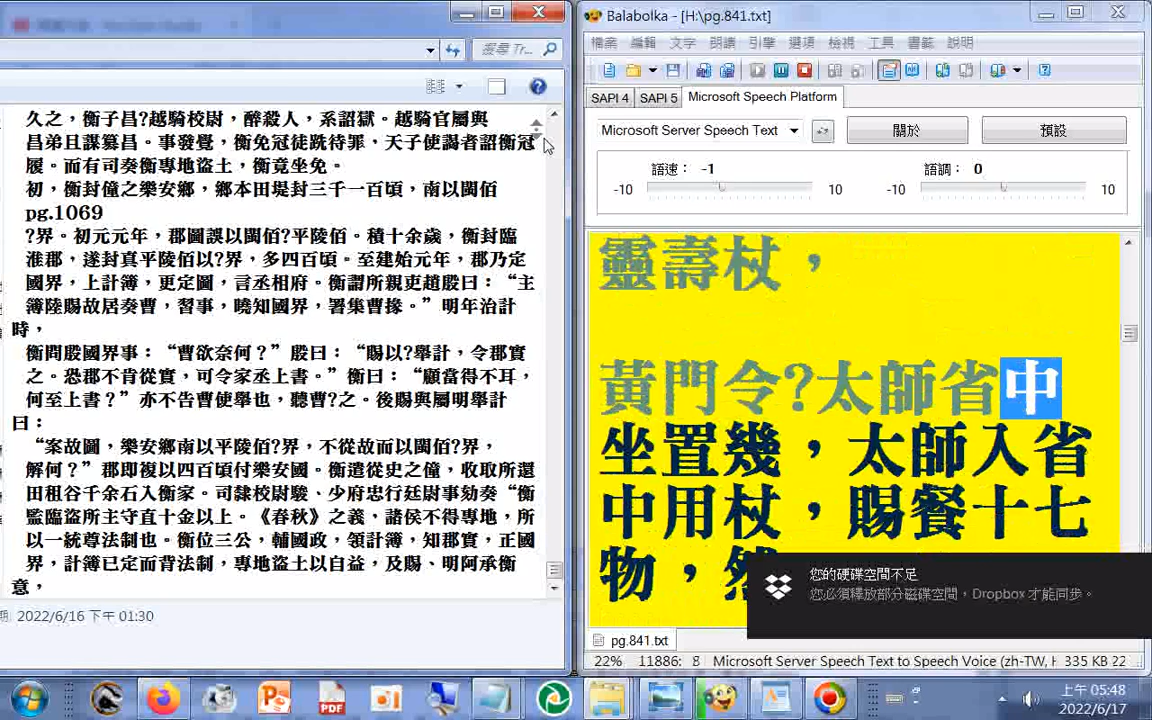 搜尋 Tr...
久之，衡子昌?越騎校尉，醉殺人，系詔獄。越騎官屬與
昌弟且謀篡昌。事發覺，衡免冠徒跣待罪，天子使謁者詔衡冠
履。而有司奏衡專地盜土，衡竟坐免。
初，衡封僮之樂安鄉，鄉本田堤封三千一百頃，南以閩佰
pg.1069
?界。初元元年，郡圖誤以閩佰?平陵佰。積十余歲，衡封臨
淮郡，遂封真平陵佰以?界，多四百頃。至建始元年，郡乃定
國界，上計簿，更定圖，言丞相府。衡謂所親吏趙殷曰：“主
簿陸賜故居奏曹，習事，曉知國界，署集曹掾。”明年治計
時，
衡問殷國界事：“曹欲奈何？”殷曰：“賜以?舉計，令郡實
之。恐郡不肯從實，可令家丞上書。”衡曰：“顧當得不耳，
何至上書？”亦不告曹使舉也，聽曹?之。後賜與屬明舉計
曰：
“案故圖，樂安鄉南以平陵佰?界，不從故而以閩佰?界，
解何？”郡即複以四百頃付樂安國。衡遣從史之僮，收取所還
田租谷千余石入衡家。司隸校尉駿、少府忠行廷尉事劾奏“衡
監臨盜所主守直十金以上。《春秋》之義，諸侯不得專地，所
以一統尊法制也。衡位三公，輔國政，領計簿，知郡實，正國
界，計簿已定而背法制，專地盜土以自益，及賜、明阿承衡
意，
2022/6/16 下午 01:30
Balabolka - [H:\pg.841.txt]
檔案 編輯 文字 朗讀 引擎 選項 檢視 工具 書籤 說明
SAPI 4 SAPI 5 Microsoft Speech Platform
Microsoft Server Speech Text 關於 預設
語速： -1 語調： 0
-10 10 -10 10
靈壽杖，
黃門令?太師省中
坐置幾，太師入省
中用杖，賜餐十七
物，
您的硬碟空間不足
您必須釋放部分磁碟空間，Dropbox 才能同步。
pg.841.txt
22% 11886: 8 Microsoft Server Speech Text to Speech Voice (zh-TW, H 335 KB 22
上午 05:48
2022/6/17